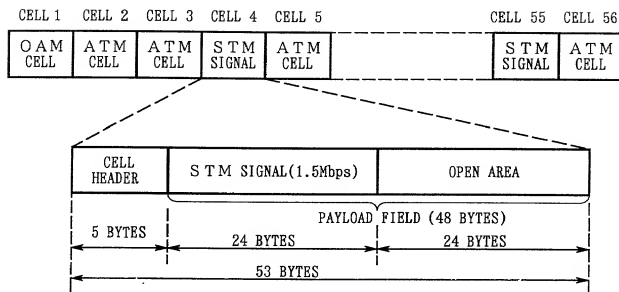 CELL 1 CELL 2 CELL 3 CELL 4 CELL 5 CELL 55 CELL 56
OAM CELL
ATM CELL
ATM CELL
STM SIGNAL
ATM CELL
STM SIGNAL
ATM CELL
CELL HEADER
STM SIGNAL(1.5Mbps)
OPEN AREA
PAYLOAD FIELD (48 BYTES)
5 BYTES
24 BYTES
24 BYTES
53 BYTES